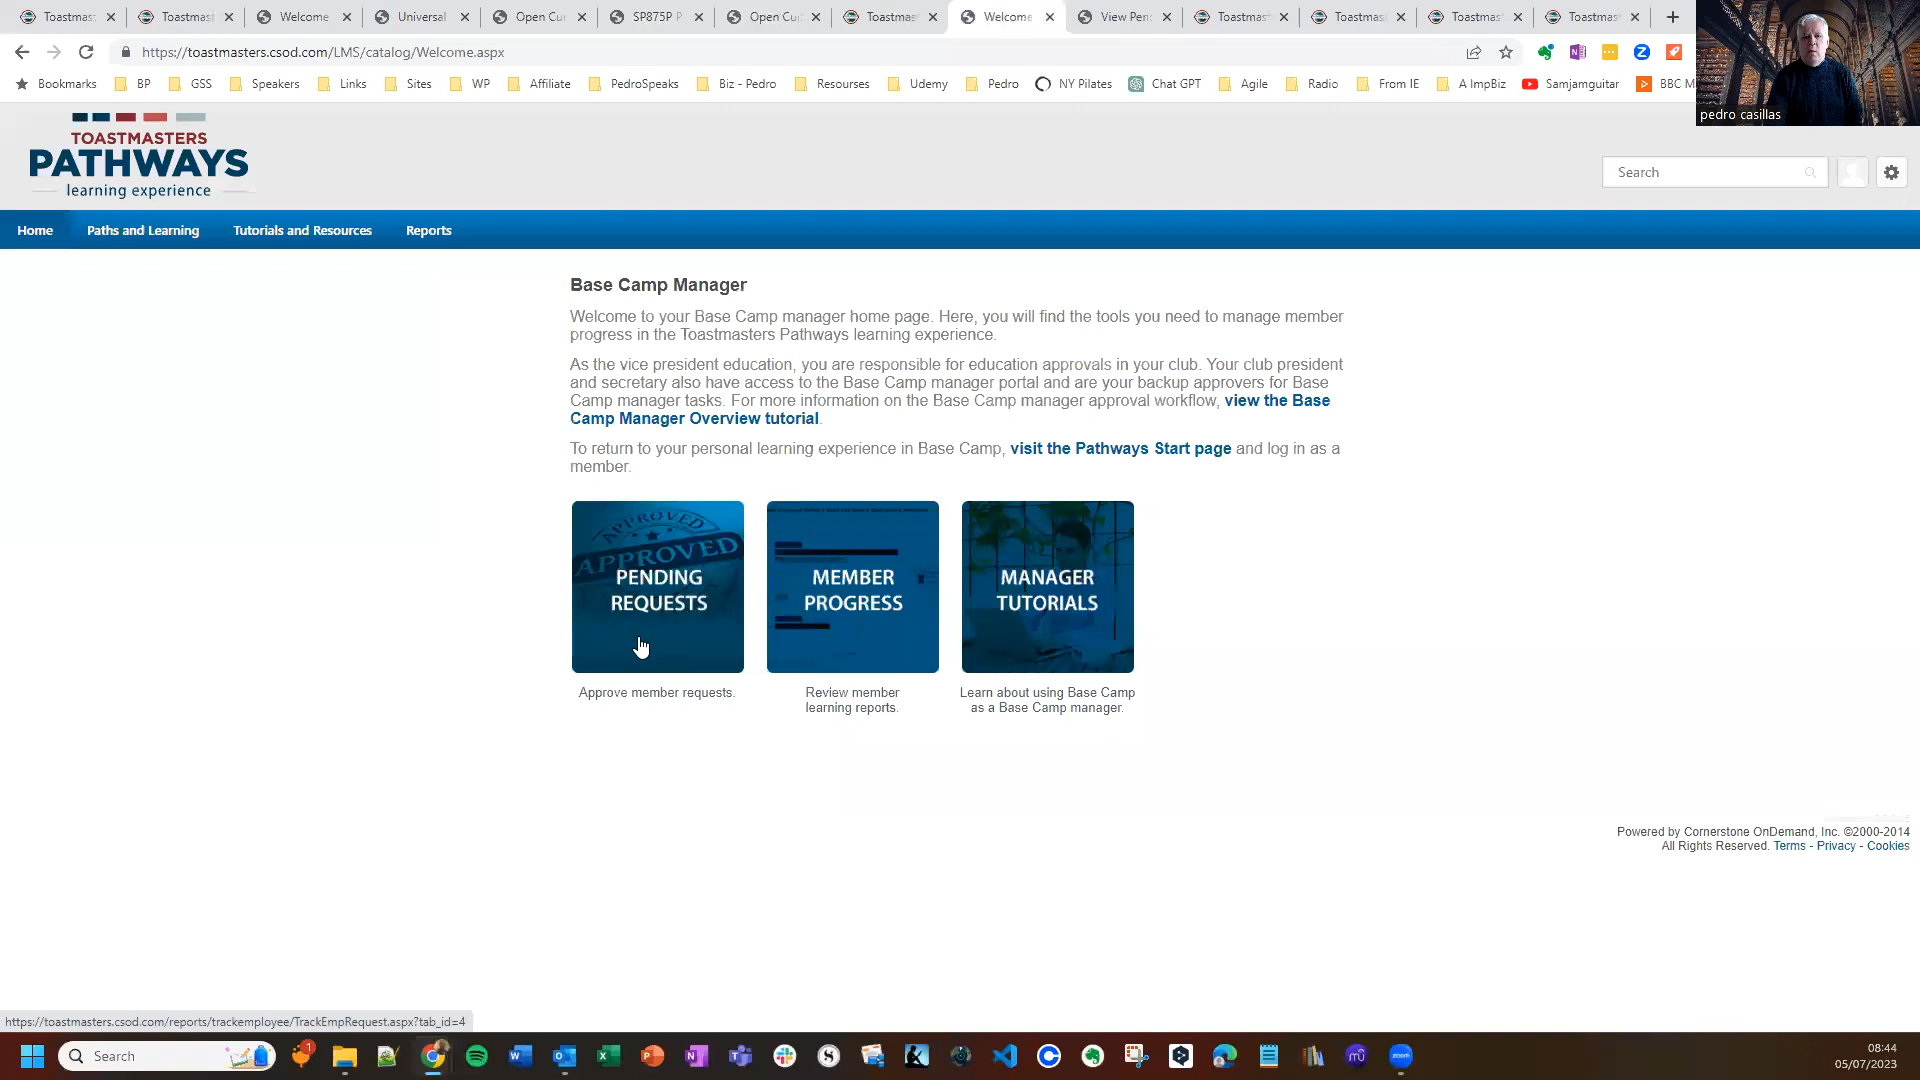 Toastmas
Toastmast
Welcome
Universal
Open Cu
SP875P P
Open Cu
Toastmas
Welcome
View Pen
Toastmas
Toastmas
Toastmas
Toastmas
https://toastmasters.csod.com/LMS/catalog/Welcome.aspx
Bookmarks
BP
GSS
Speakers
Links
Sites
WP
Affiliate
PedroSpeaks
Biz - Pedro
Resourses
Udemy
Pedro
NY Pilates
Chat GPT
Agile
Radio
From IE
A ImpBiz
Samjamguitar
BBC M
pedro casillas
TOASTMASTERS
PATHWAYS
learning experience
Search
Home
Paths and Learning
Tutorials and Resources
Reports
Base Camp Manager
Welcome to your Base Camp manager home page. Here, you will find the tools you need to manage member
progress in the Toastmasters Pathways learning experience.
As the vice president education, you are responsible for education approvals in your club. Your club president
and secretary also have access to the Base Camp manager portal and are your backup approvers for Base
Camp manager tasks. For more information on the Base Camp manager approval workflow, view the Base
Camp Manager Overview tutorial.
To return to your personal learning experience in Base Camp, visit the Pathways Start page and log in as a
member.
APPROVED
APPROVED
PENDING
REQUESTS
MEMBER
PROGRESS
MANAGER
TUTORIALS
Approve member requests.
Review member
learning reports.
Learn about using Base Camp
as a Base Camp manager.
Powered by Cornerstone OnDemand, Inc. ©2000-2014
All Rights Reserved. Terms - Privacy - Cookies
https://toastmasters.csod.com/reports/trackemployee/TrackEmpRequest.aspx?tab_id=4
Search
1
zoom
08:44
05/07/2023